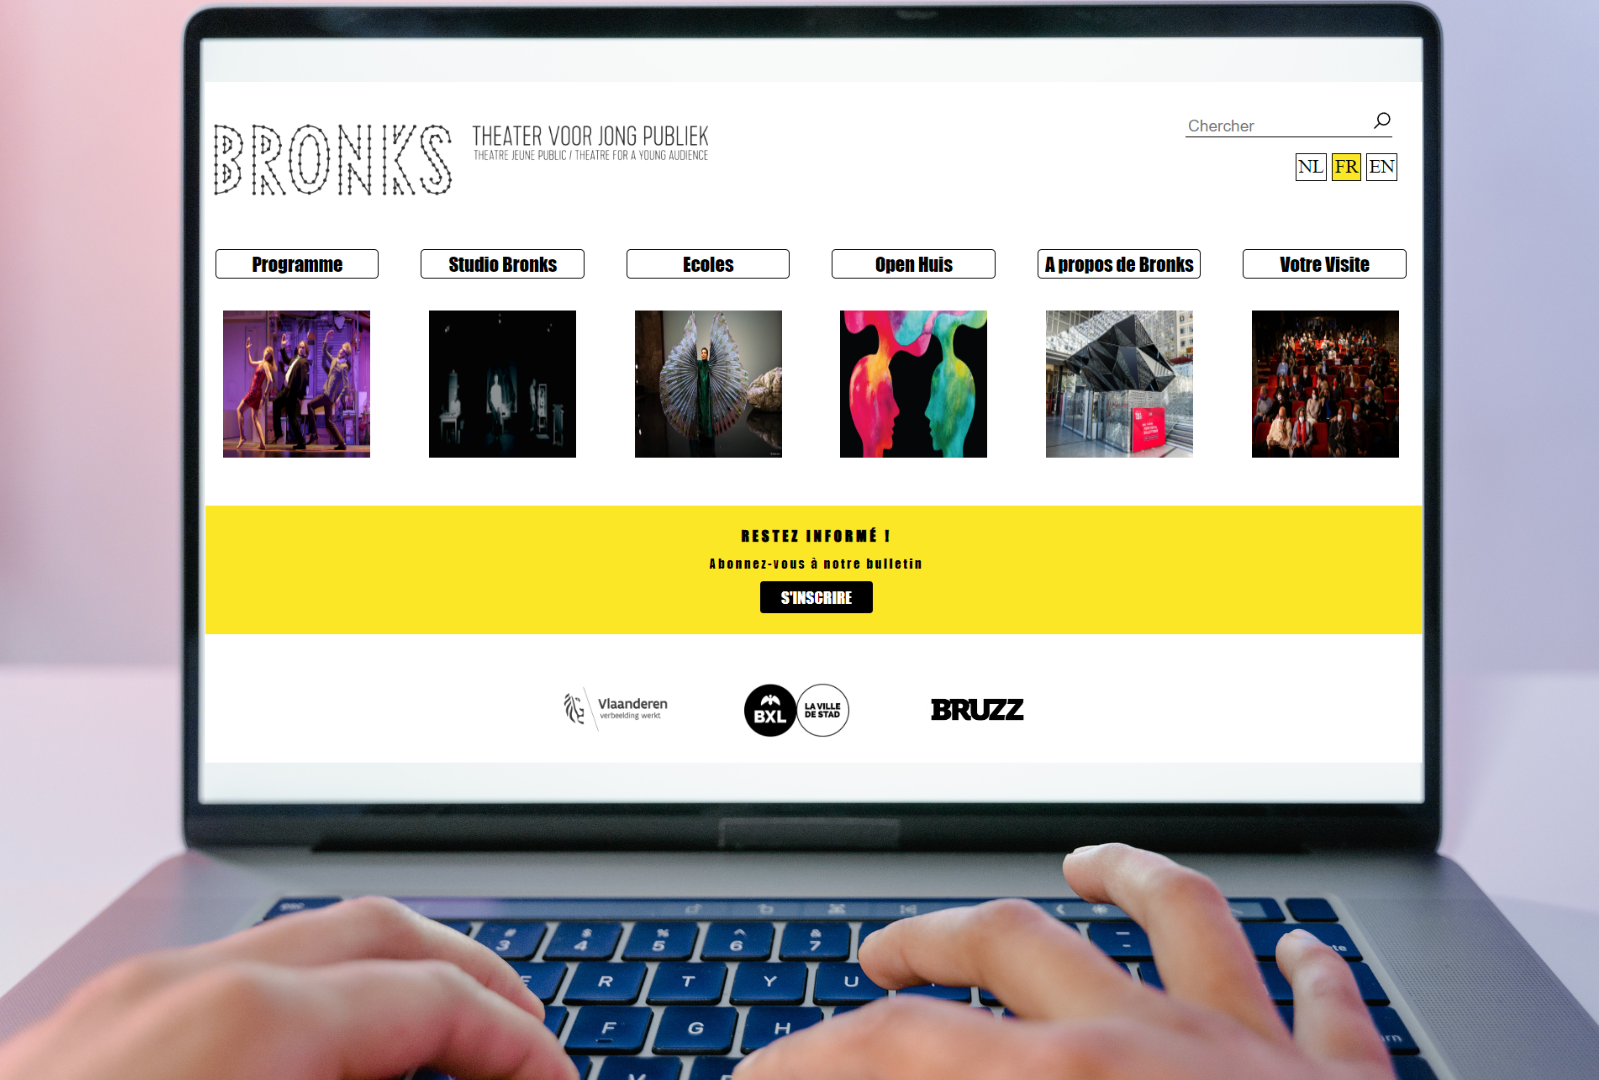 BRONKS
THEATER VOOR JONG PUBLIEK
THEATRE JEUNE PUBLIC / THEATRE FOR A YOUNG AUDIENCE
Chercher
NL FR EN
Programme
Studio Bronks
Ecoles
Open Huis
A propos de Bronks
Votre Visite
RESTEZ INFORMÉ !
Abonnez-vous à notre bulletin
S'INSCRIRE
Vlaanderen
verbeelding werkt
BXL
LA VILLE
DE STAD
BRUZZ
esc
# $ % ^ &
3 4 5 6 7
R T Y U
F G H
V